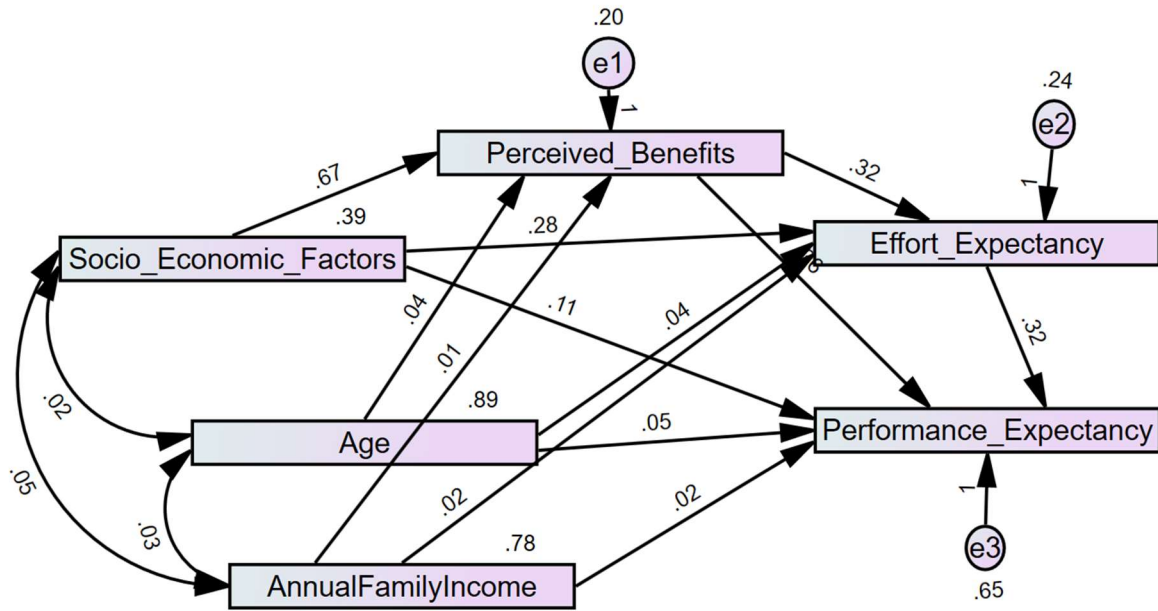 .20
e1
1
.24
e2
1
Perceived_Benefits
.67
.32
.39
.28
Socio_Economic_Factors
Effort_Expectancy
.04
.01
.11
.04
.32
.02
.89
.05
Age
Performance_Expectancy
.05
.03
.02
.02
.78
1
AnnualFamilyIncome
e3
.65